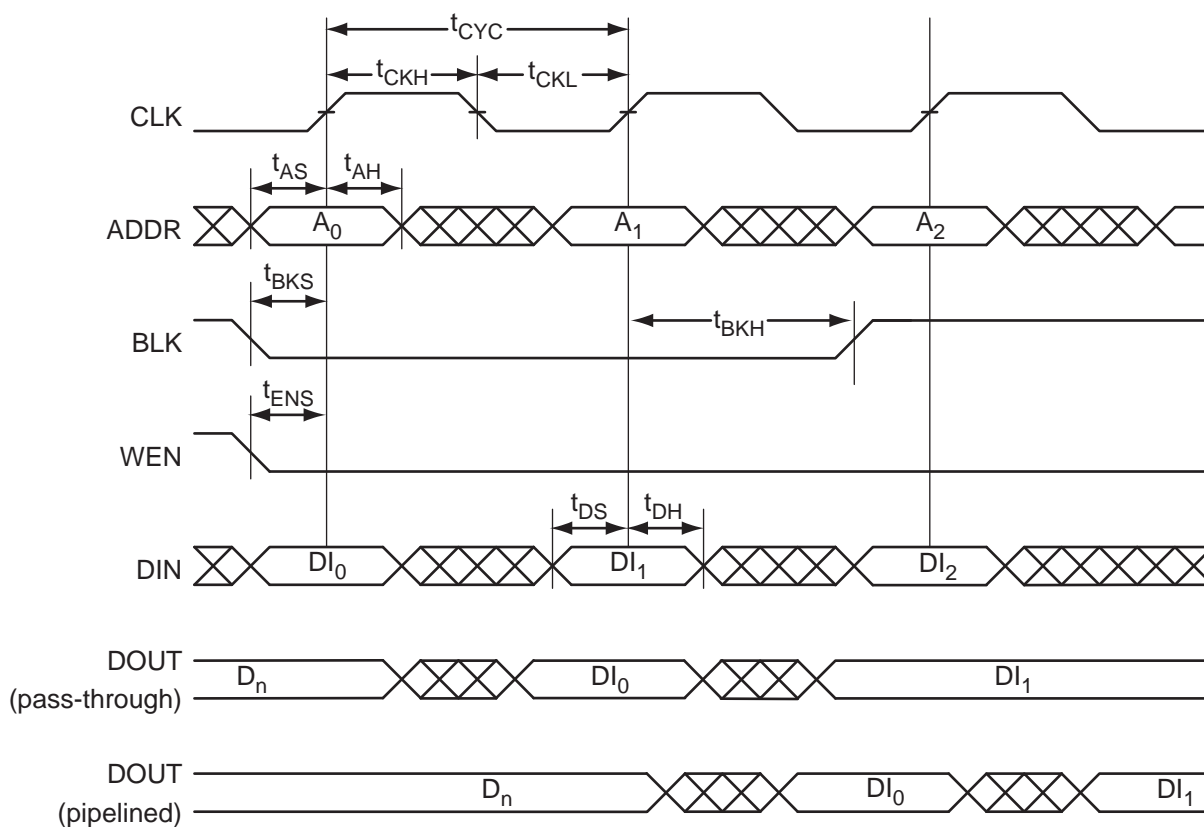 tCYC
tCKH tCKL
CLK
tAS tAH
ADDR A0 A1 A2
tBKS
tBKH
BLK
tENS
WEN
tDS tDH
DIN DI0 DI1 DI2
DOUT
(pass-through)
Dn DI0 DI1
DOUT
(pipelined)
Dn DI0 DI1